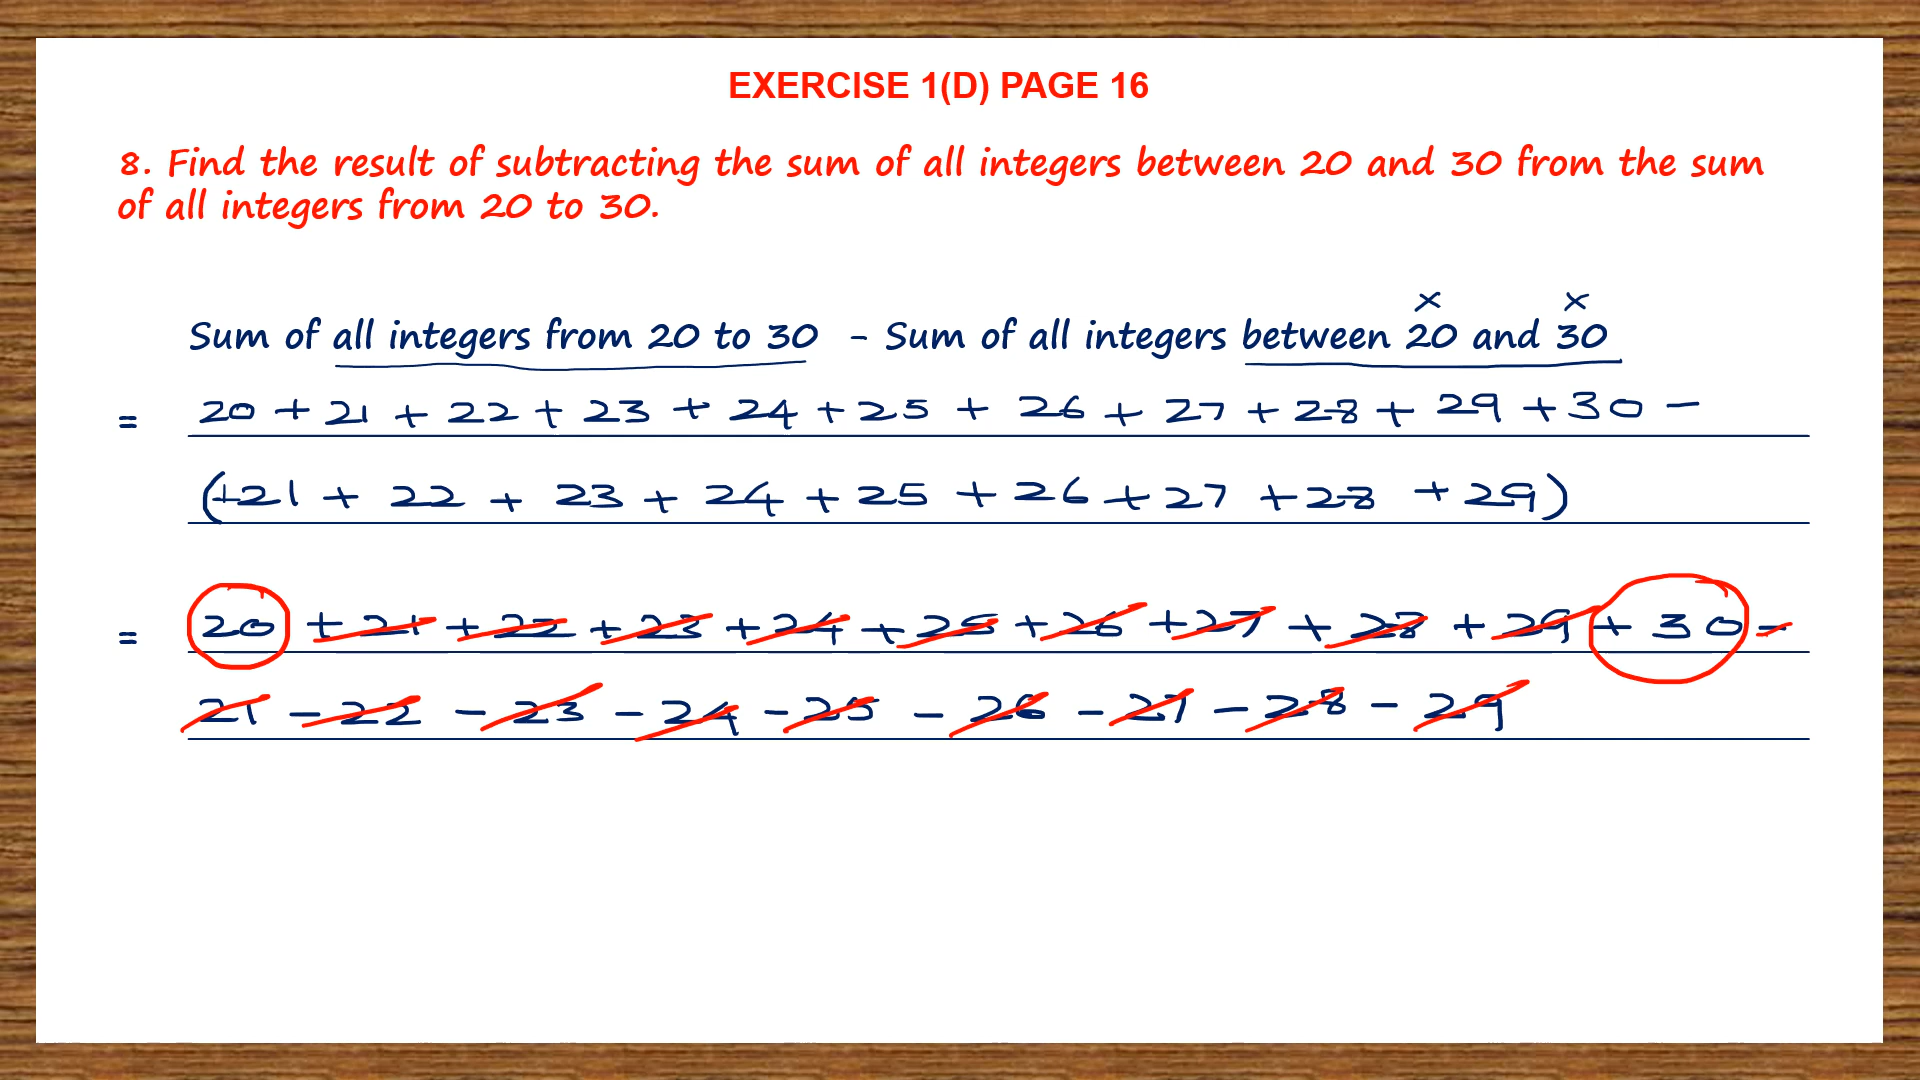 EXERCISE 1(D) PAGE 16
8. Find the result of subtracting the sum of all integers between 20 and 30 from the sum
of all integers from 20 to 30.
x x
Sum of all integers from 20 to 30 - Sum of all integers between 20 and 30
= 20 + 21 + 22 + 23 + 24 + 25 + 26 + 27 + 28 + 29 + 30 -
(+21 + 22 + 23 + 24 + 25 + 26 + 27 + 28 + 29)
= 20 + 21 + 22 + 23 + 24 + 25 + 26 + 27 + 28 + 29 + 30 -
21 - 22 - 23 - 24 - 25 - 26 - 27 - 28 - 29